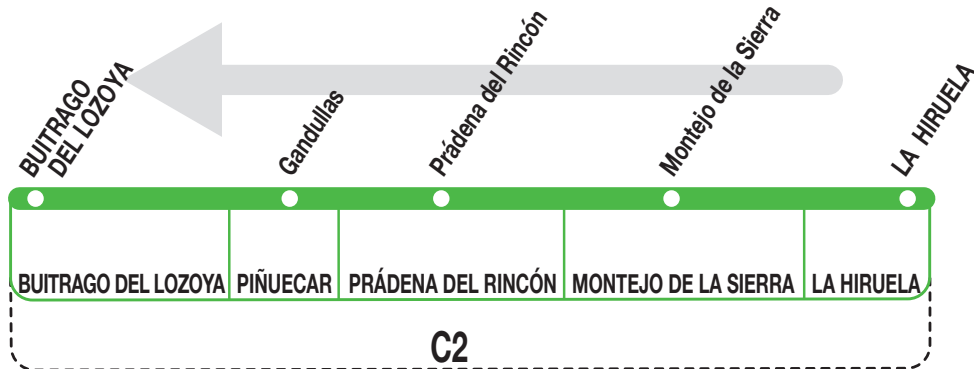 BUITRAGO
DEL LOZOYA
Gandullas
Prádena del Rincón
Montejo de la Sierra
LA HIRUELA
BUITRAGO DEL LOZOYA
PIÑUECAR
PRÁDENA DEL RINCÓN
MONTEJO DE LA SIERRA
LA HIRUELA
C2